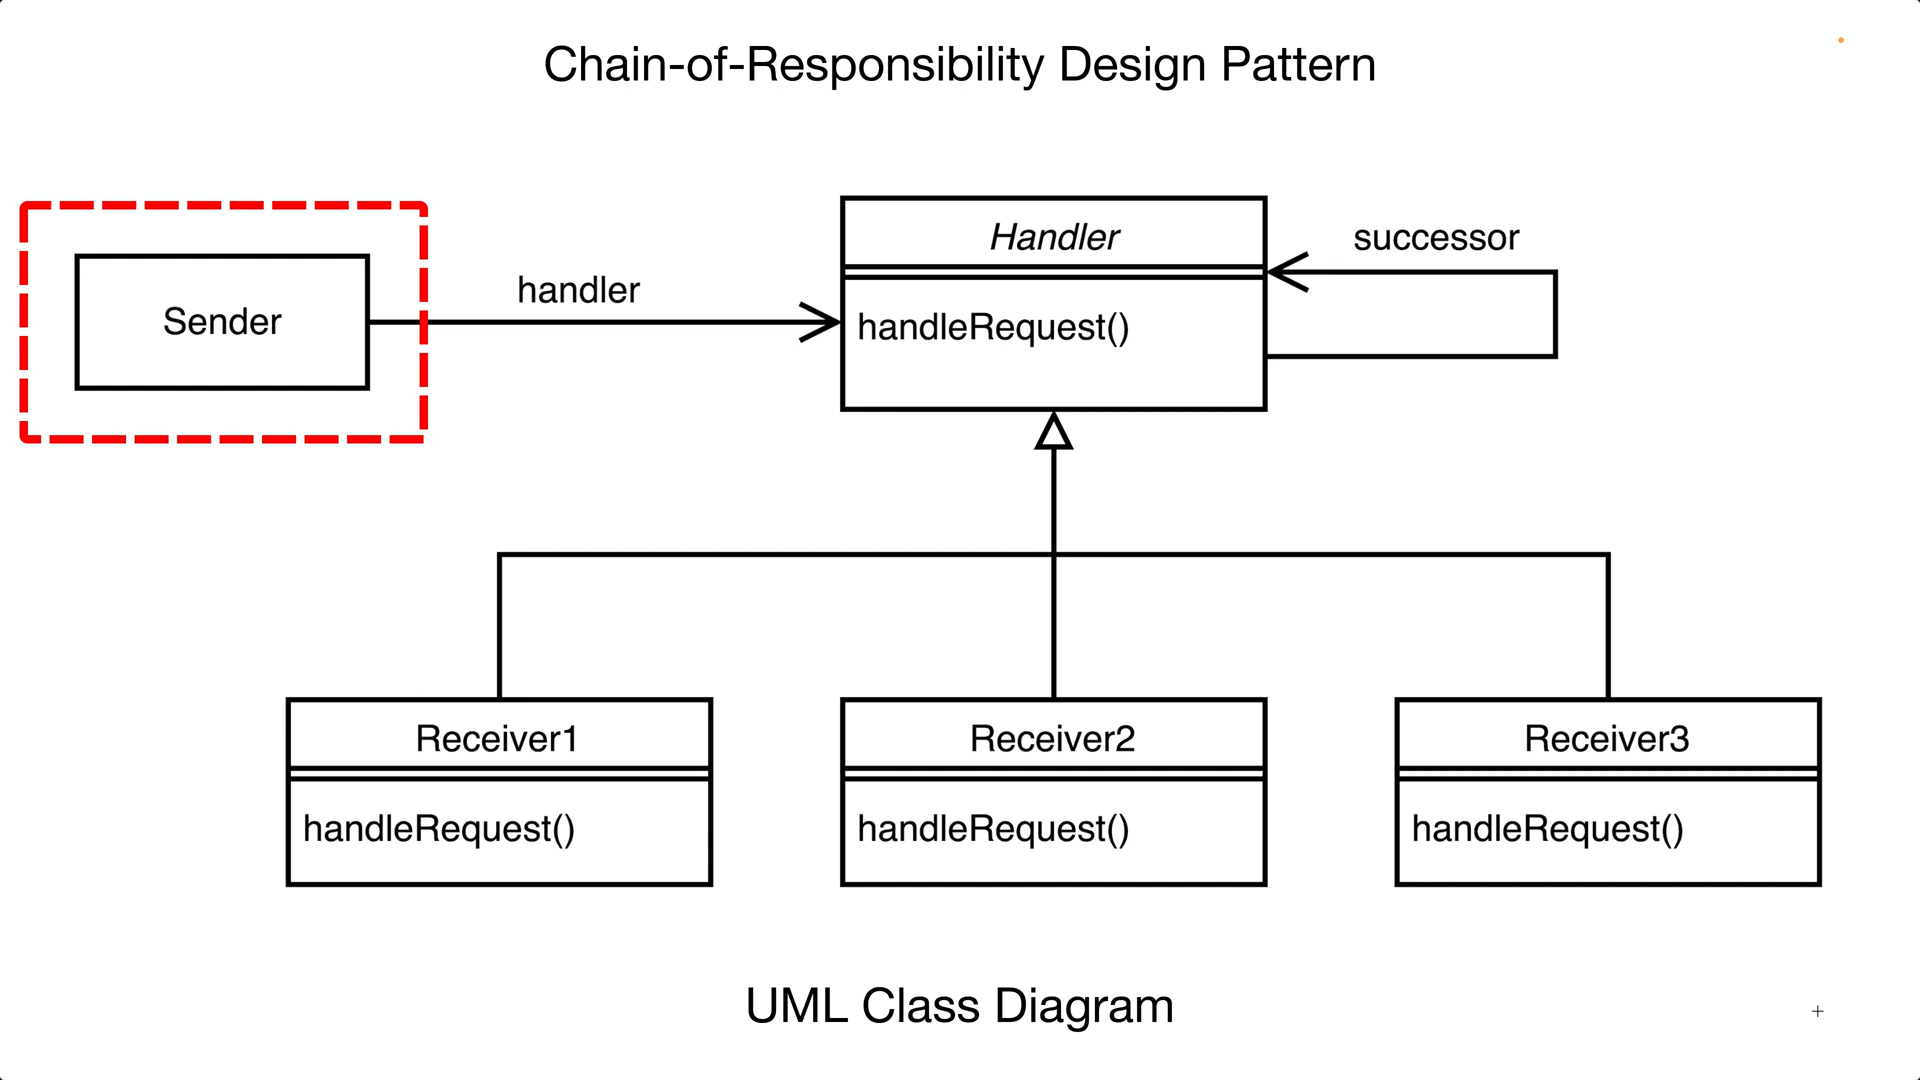 Chain-of-Responsibility Design Pattern
Handler
successor
handler
Sender
handleRequest()
Receiver1
Receiver2
Receiver3
handleRequest()
handleRequest()
handleRequest()
UML Class Diagram